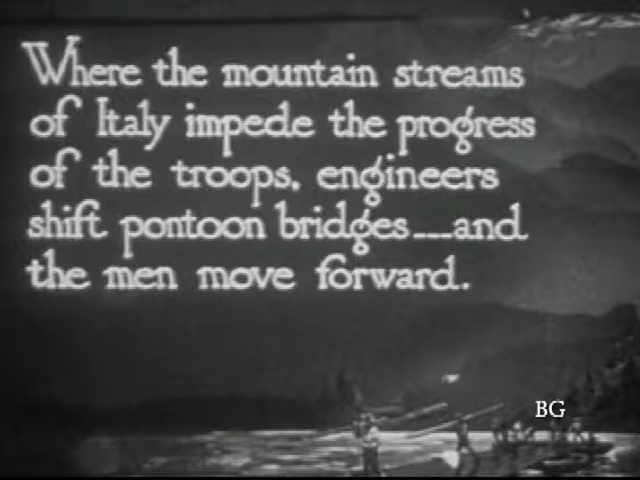 Where the mountain streams
of Italy impede the progress
of the troops, engineers
shift pontoon bridges---and
the men move forward.
BG